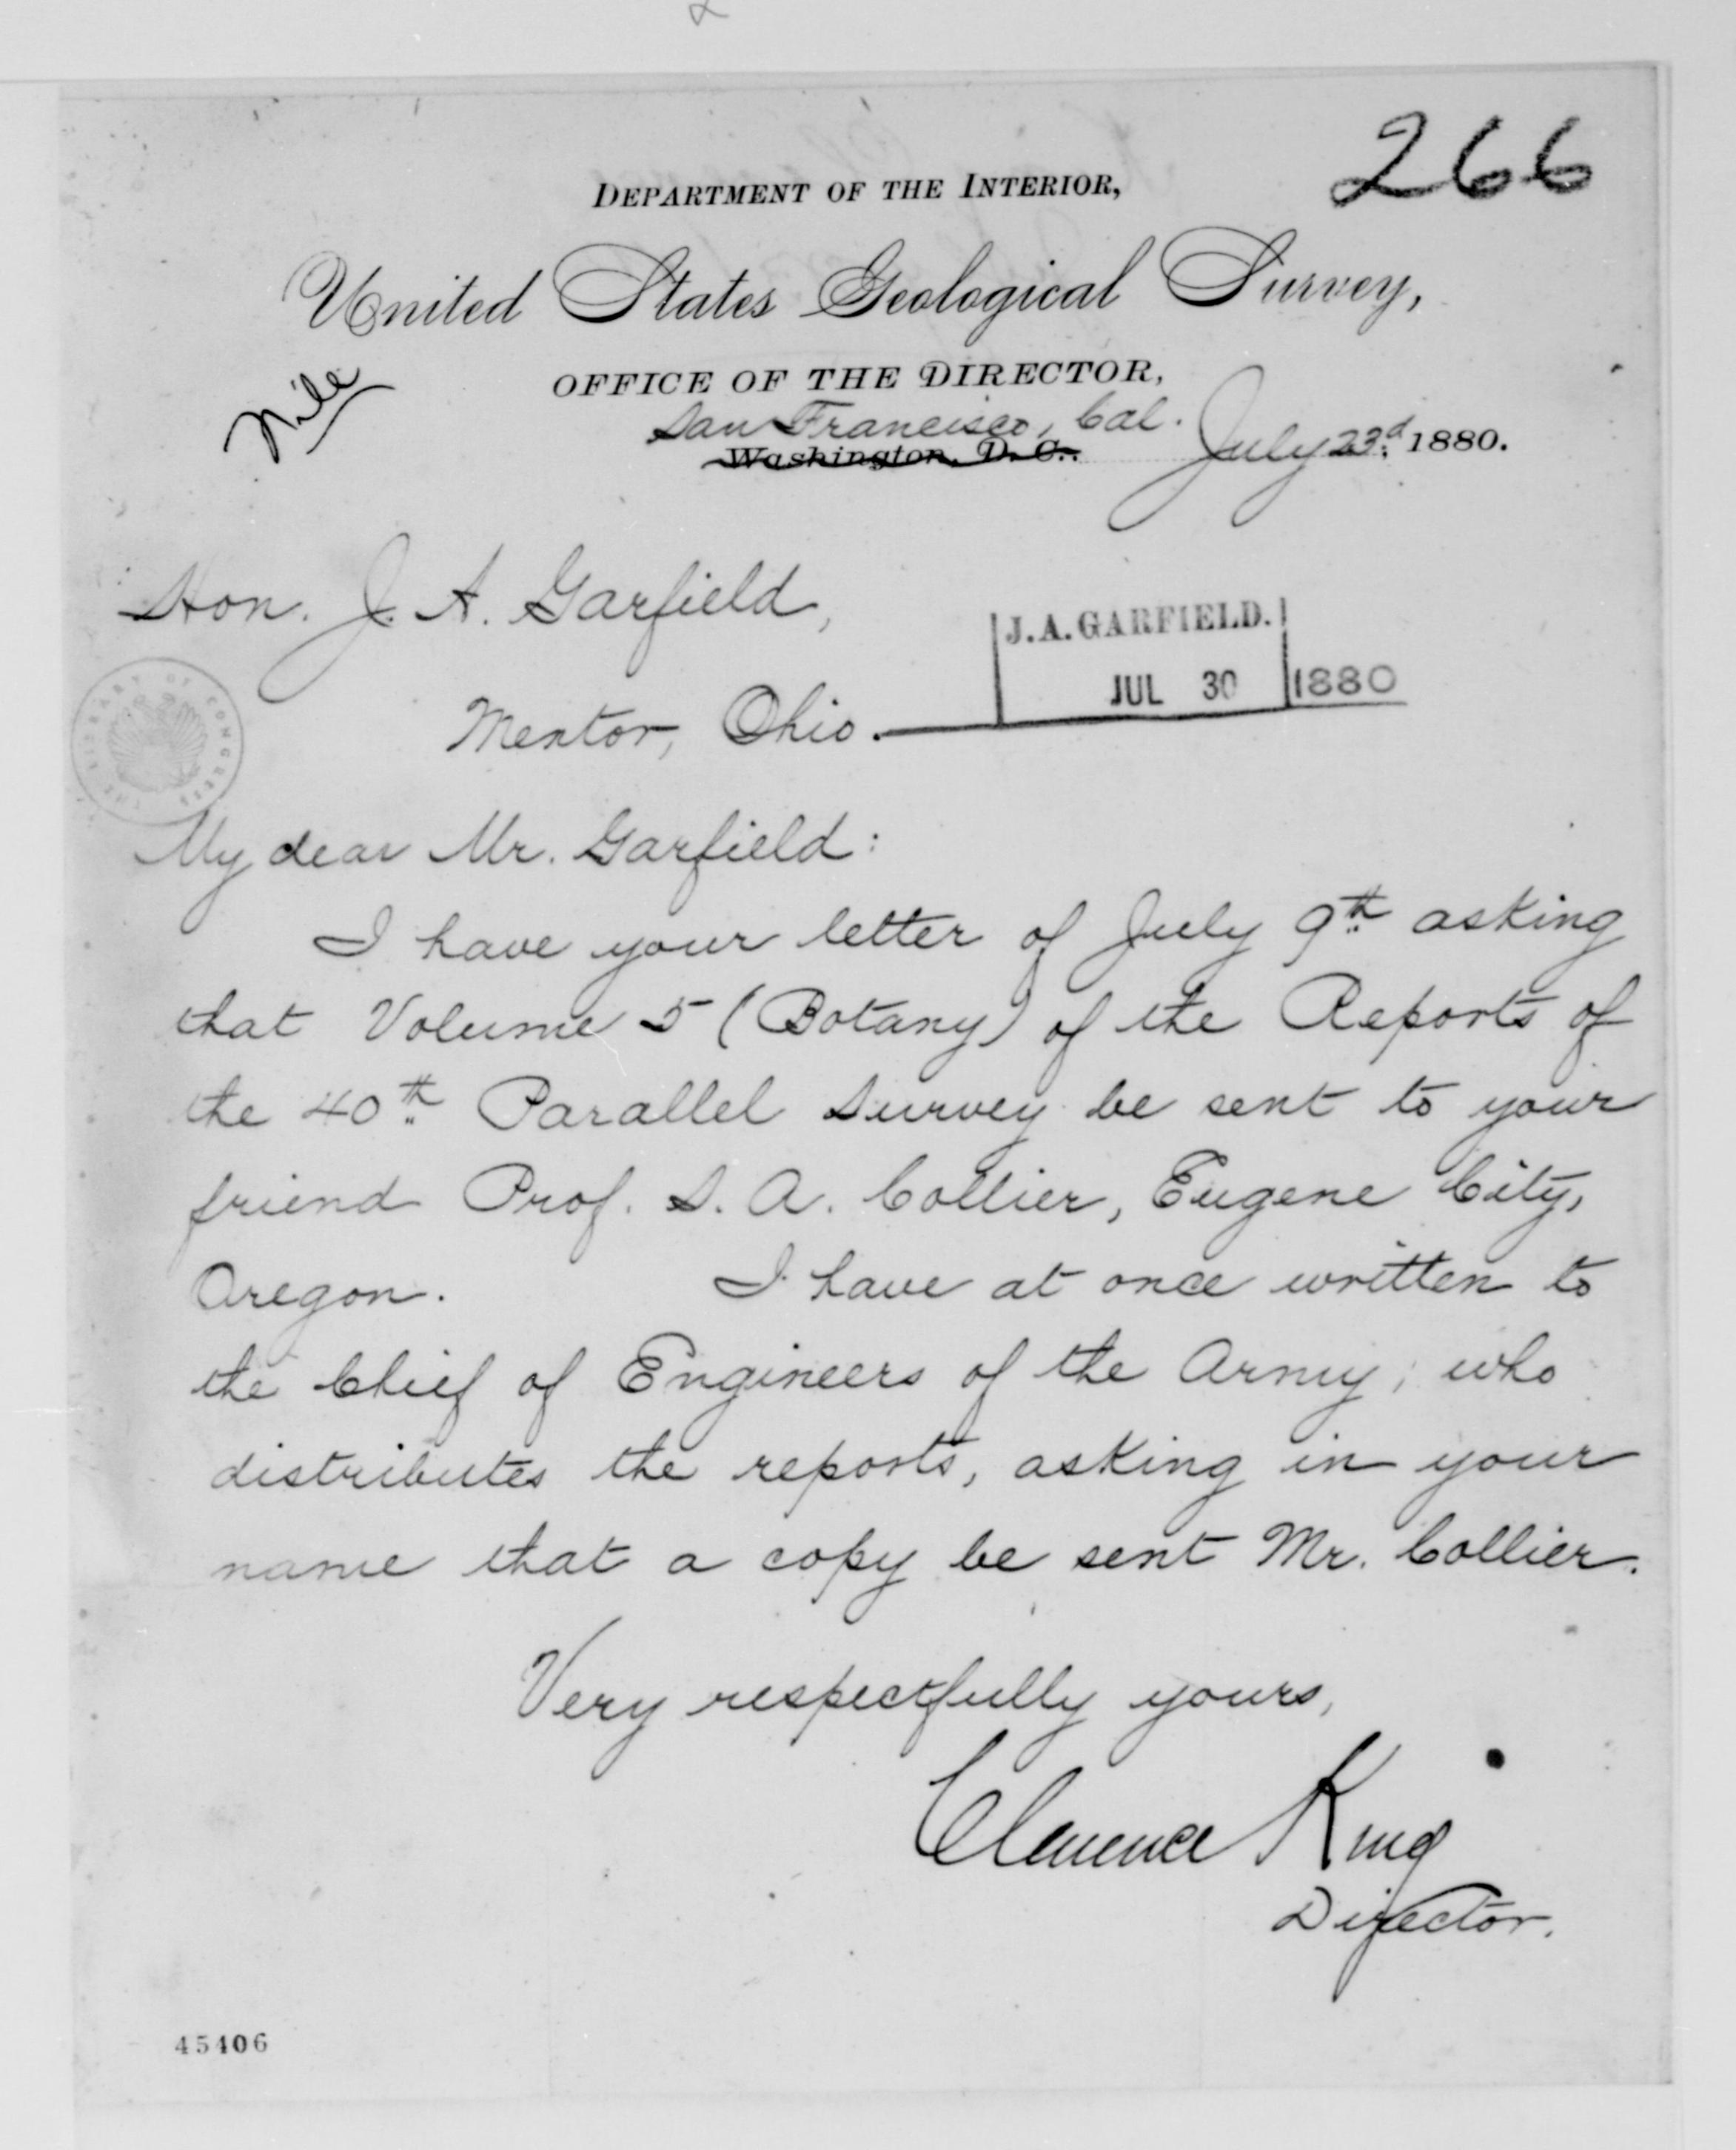 266
DEPARTMENT OF THE INTERIOR,
United States Geological Survey,
OFFICE OF THE DIRECTOR,
San Francisco, Cal.
Washington, D. C., July 23d 1880.
Hon. J. A. Garfield,
J. A. GARFIELD.
JUL 30 1880
Mentor, Ohio.
THE LIBRARY OF CONGRESS
My dear Mr. Garfield:
I have your letter of July 9th asking
that Volume 5 (Botany) of the Reports of
the 40th Parallel Survey be sent to your
friend Prof. S. A. Collier, Eugene City,
Oregon. I have at once written to
the Chief of Engineers of the Army, who
distributes the reports, asking in your
name that a copy be sent Mr. Collier.
Very respectfully yours,
Clarence King
Director.
45406